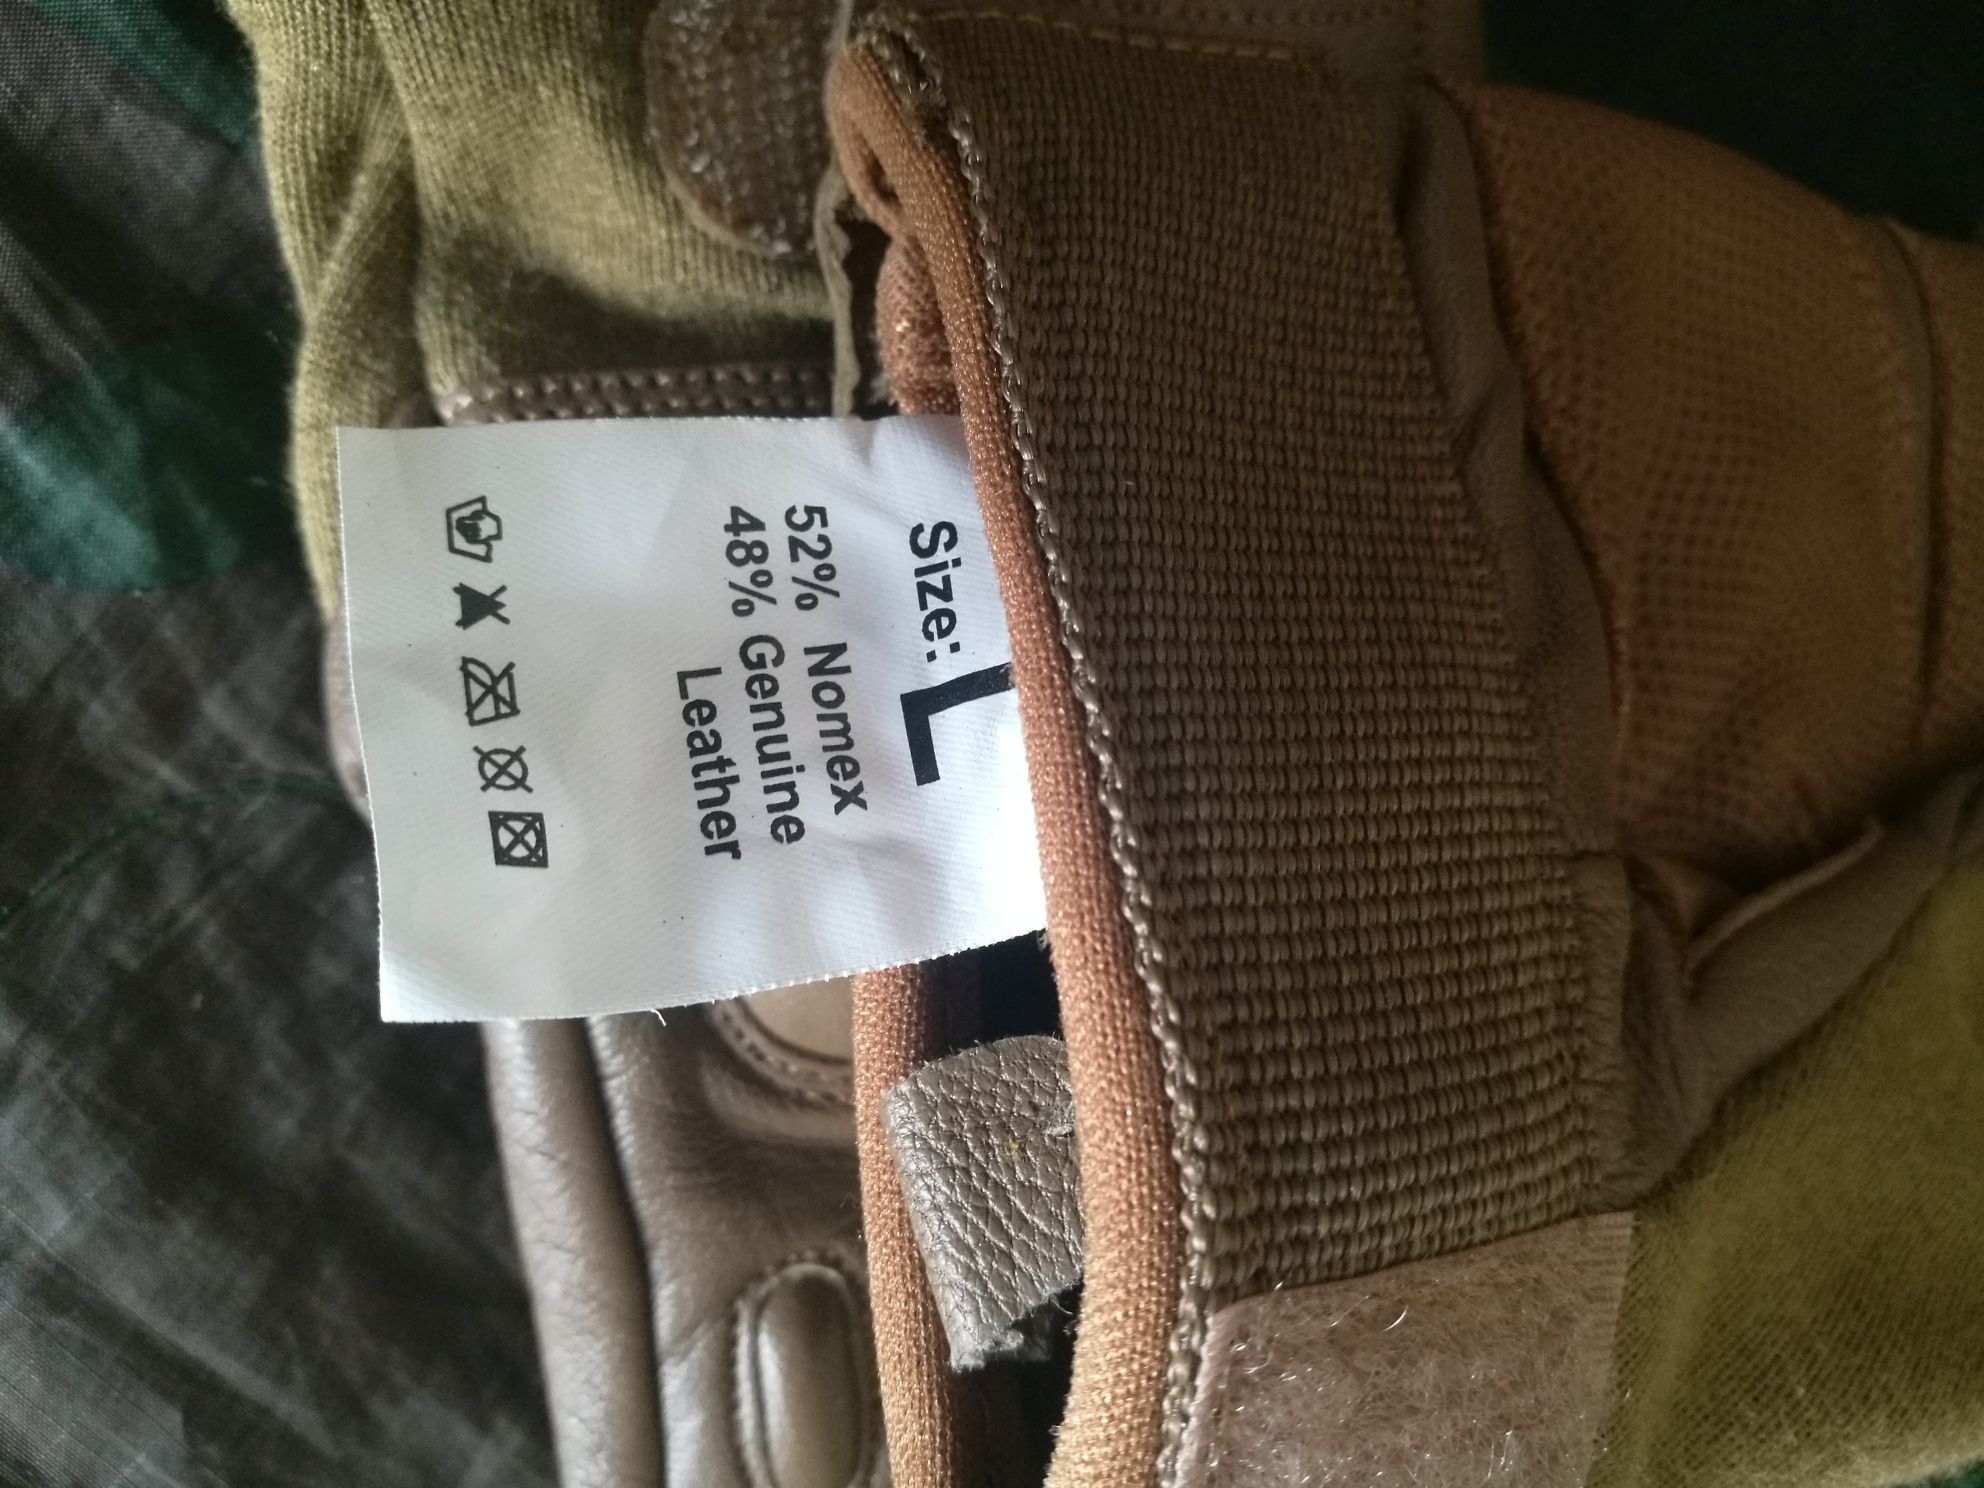 Size: L
52% Nomex
48% Genuine
Leather